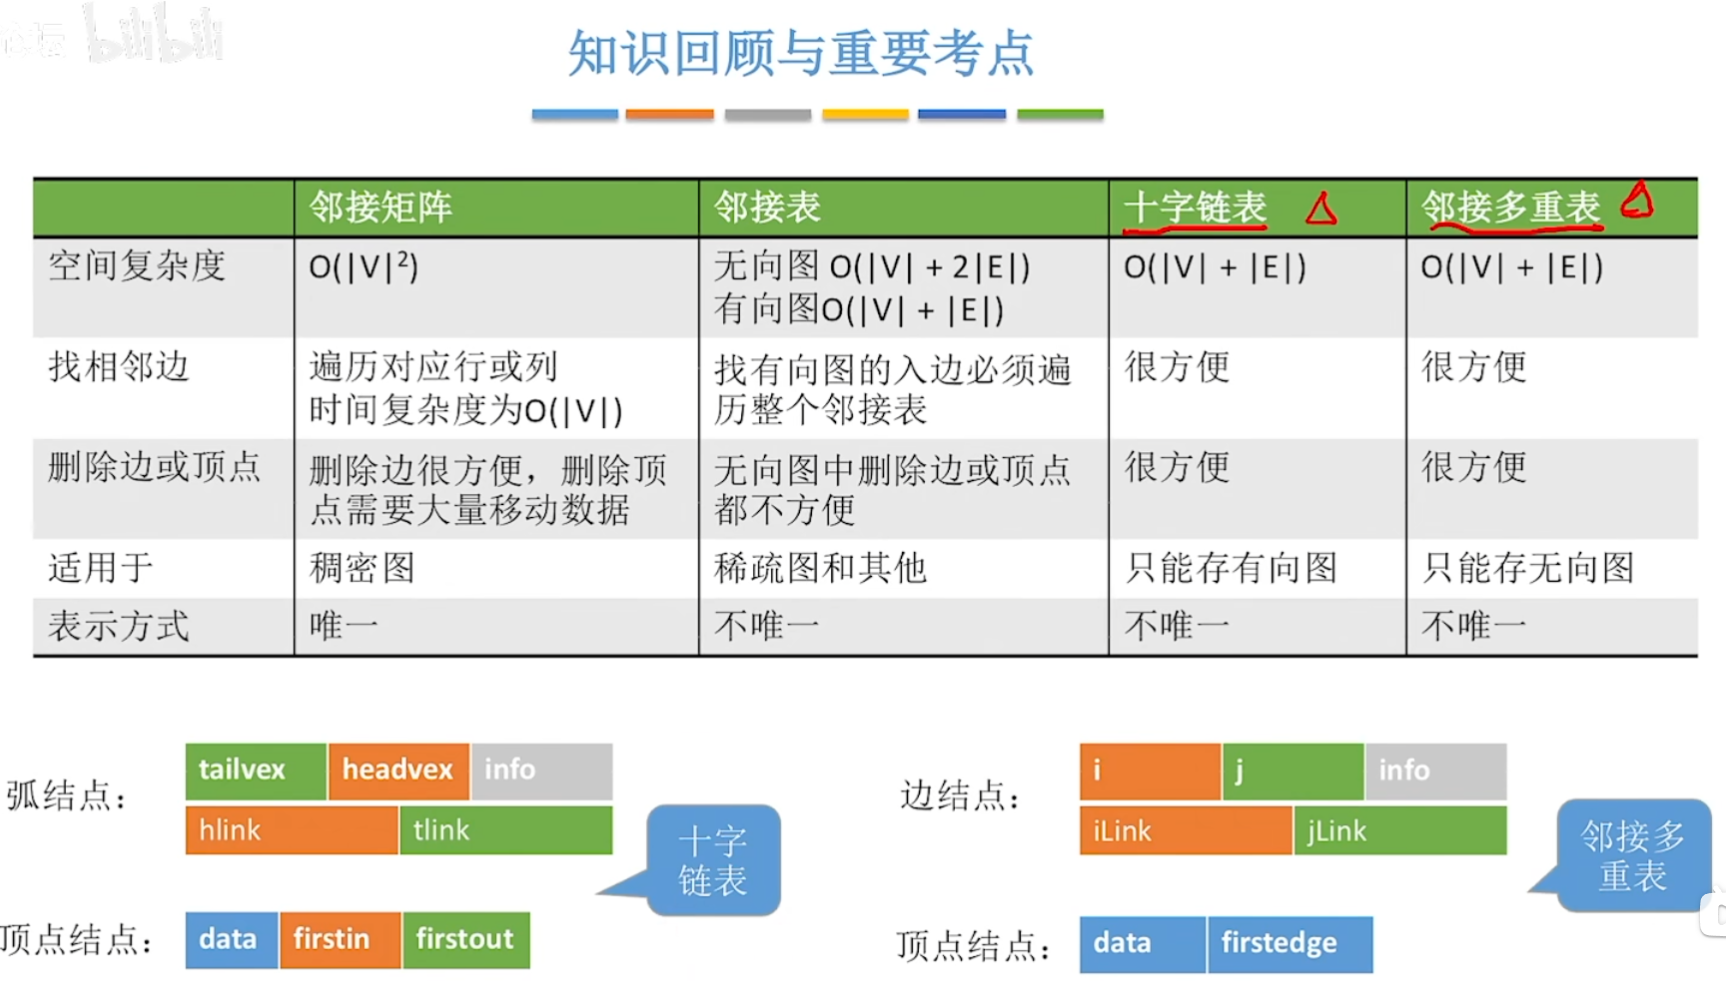 bilibili
知识回顾与重要考点
邻接矩阵 邻接表 十字链表 邻接多重表
空间复杂度 O(|V|²) 无向图 O(|V| + 2|E|) O(|V| + |E|) O(|V| + |E|)
有向图O(|V| + |E|)
找相邻边 遍历对应行或列 找有向图的入边必须遍 很方便 很方便
时间复杂度为O(|V|) 历整个邻接表
删除边或顶点 删除边很方便，删除顶 无向图中删除边或顶点 很方便 很方便
点需要大量移动数据 都不方便
适用于 稠密图 稀疏图和其他 只能存有向图 只能存无向图
表示方式 唯一 不唯一 不唯一 不唯一
弧结点：
tailvex headvex info
hlink tlink
十字
链表
顶点结点：
data firstin firstout
边结点：
i j info
iLink jLink
邻接多
重表
顶点结点：
data firstedge